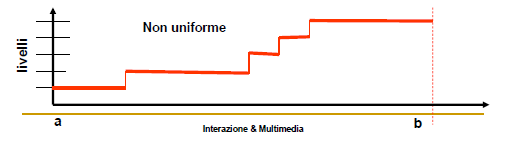 Non uniforme
livelli
a
b
Interazione & Multimedia